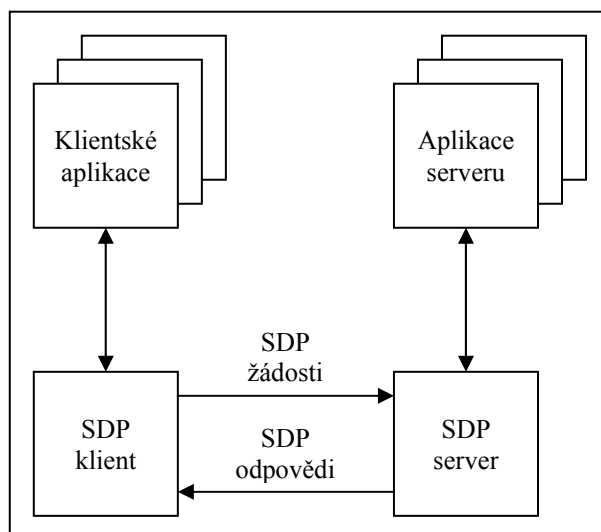 Klientské
aplikace
Aplikace
serveru
SDP
žádosti
SDP
klient
SDP
odpovědi
SDP
server